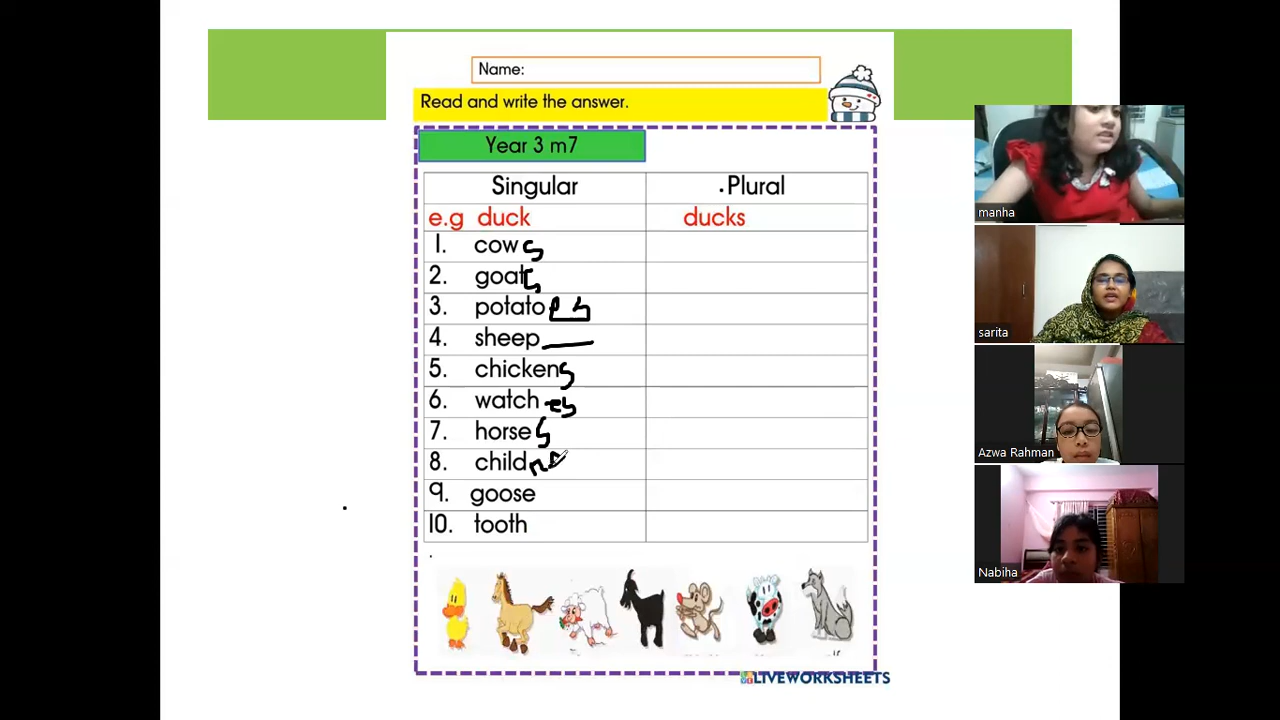 Name:
Read and write the answer.
Year 3 m7
Singular .Plural
e.g duck ducks
1. cows
2. goats
3. potatoes
4. sheep
5. chickens
6. watches
7. horses
8. child
9. goose
10. tooth
LIVEWORKSHEETS
manha
sarita
Azwa Rahman
Nabiha